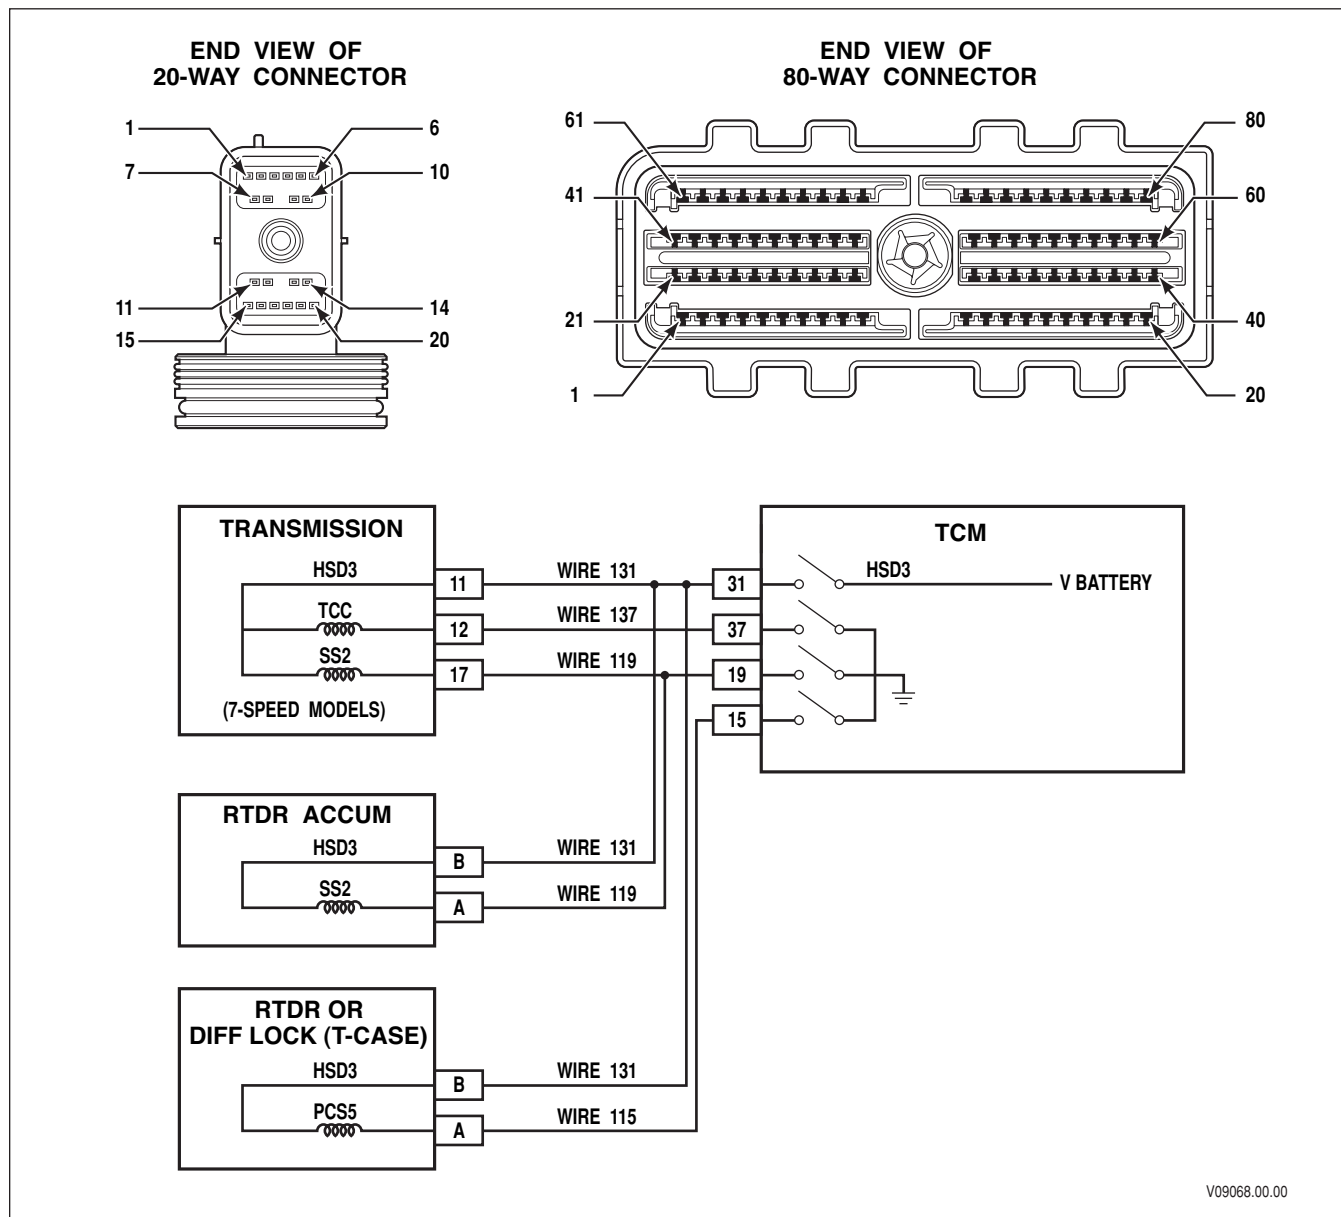 END VIEW OF
20-WAY CONNECTOR
END VIEW OF
80-WAY CONNECTOR
1
6
7
10
11
14
15
20
61
80
41
60
21
40
1
20
TRANSMISSION
HSD3
11
WIRE 131
TCC
12
WIRE 137
SS2
17
WIRE 119
(7-SPEED MODELS)
TCM
31
HSD3
V BATTERY
37
19
15
RTDR ACCUM
HSD3
B
WIRE 131
SS2
A
WIRE 119
RTDR OR
DIFF LOCK (T-CASE)
HSD3
B
WIRE 131
PCS5
A
WIRE 115
V09068.00.00